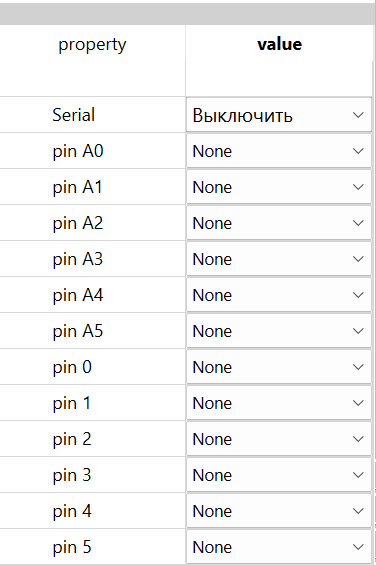 property value
Serial Выключить
pin A0 None
pin A1 None
pin A2 None
pin A3 None
pin A4 None
pin A5 None
pin 0 None
pin 1 None
pin 2 None
pin 3 None
pin 4 None
pin 5 None